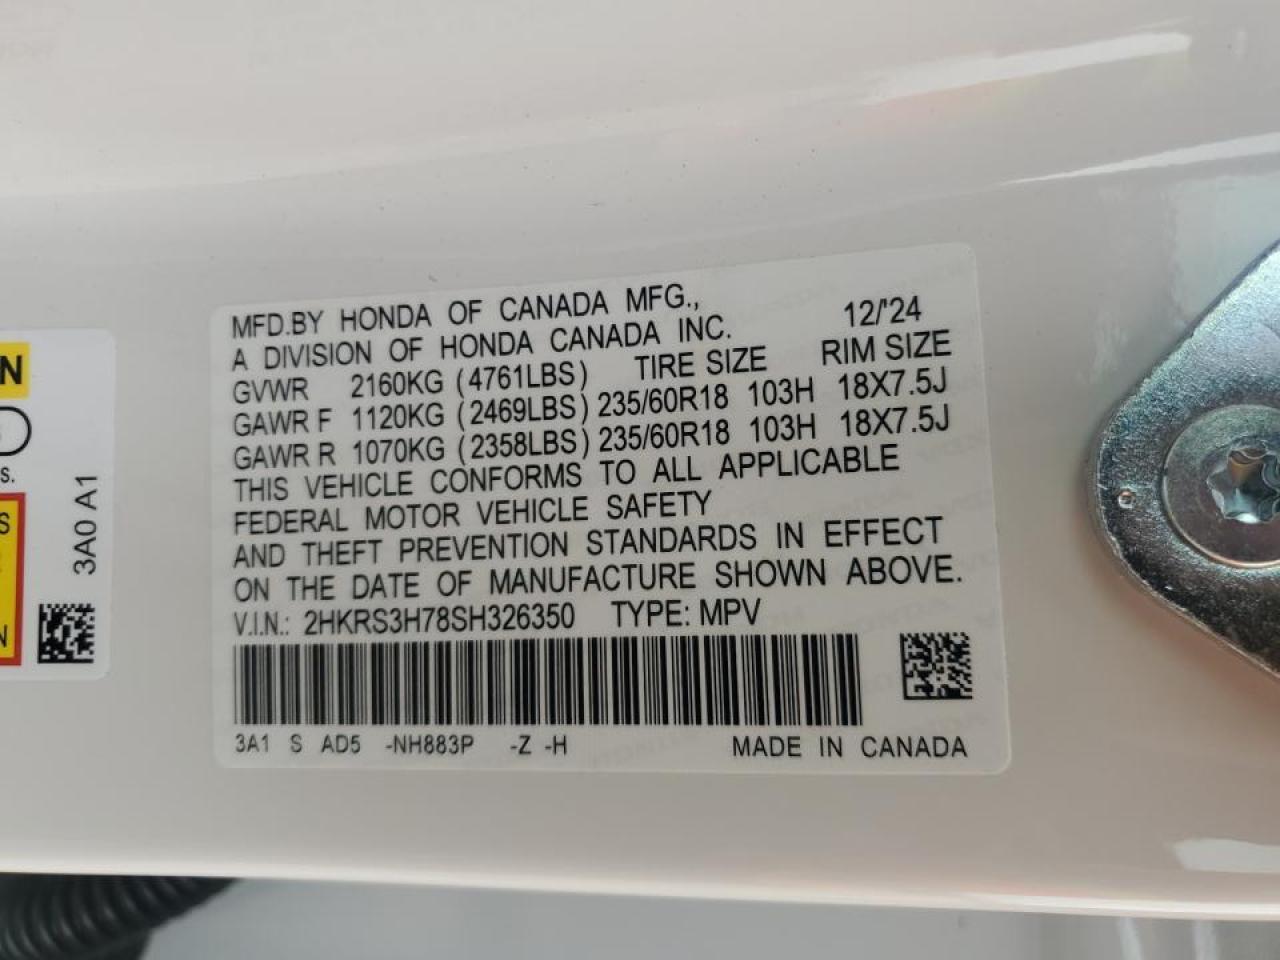 MFD.BY HONDA OF CANADA MFG.,
A DIVISION OF HONDA CANADA INC. 12/'24
GVWR 2160KG (4761LBS) TIRE SIZE RIM SIZE
GAWR F 1120KG (2469LBS) 235/60R18 103H 18X7.5J
GAWR R 1070KG (2358LBS) 235/60R18 103H 18X7.5J
THIS VEHICLE CONFORMS TO ALL APPLICABLE
FEDERAL MOTOR VEHICLE SAFETY
AND THEFT PREVENTION STANDARDS IN EFFECT
ON THE DATE OF MANUFACTURE SHOWN ABOVE.
V.I.N.: 2HKRS3H78SH326350 TYPE: MPV
3A1 S AD5 -NH883P -Z -H MADE IN CANADA
3A0 A1